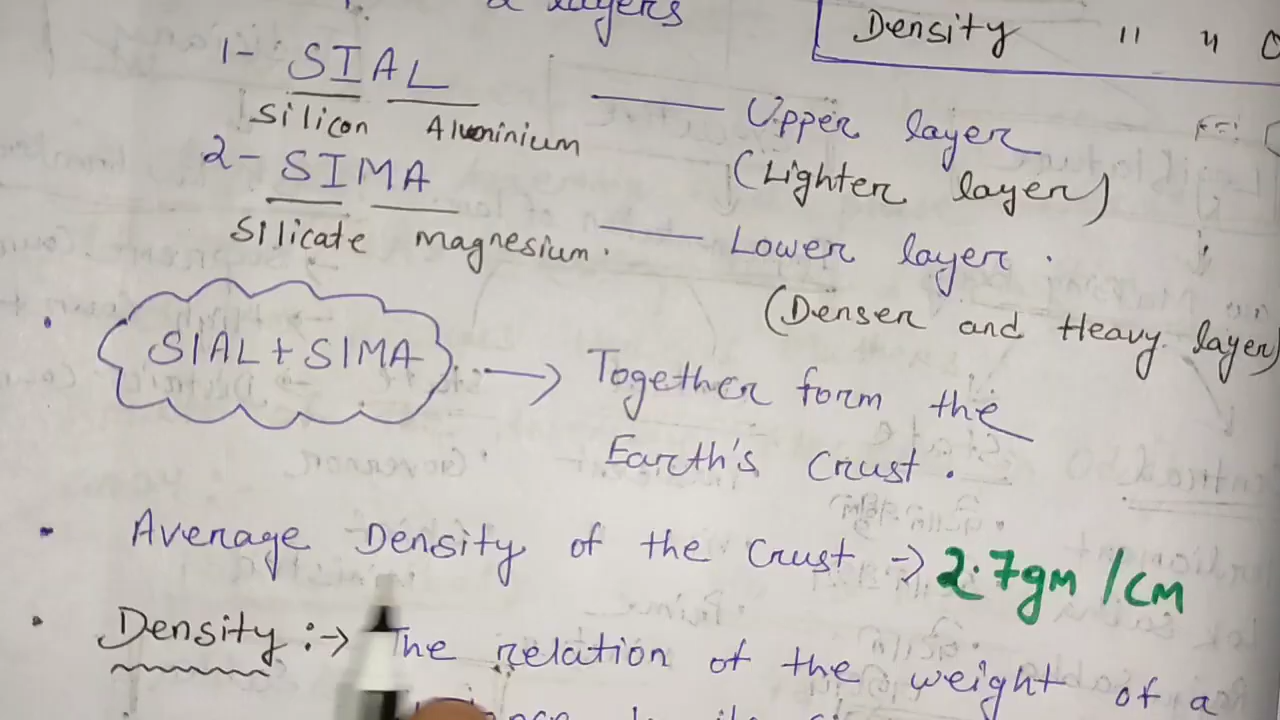 2 layers
Density " "
1- SIAL
Silicon Aluminium
Upper layer
(Lighter layer)
2- SIMA
Silicate magnesium.
Lower layer.
(Denser and Heavy layer)
• SIAL + SIMA → Together form the
Earth's Crust.
• Average Density of the Crust → 2.7gm/cm
• Density :→ The relation of the weight of a